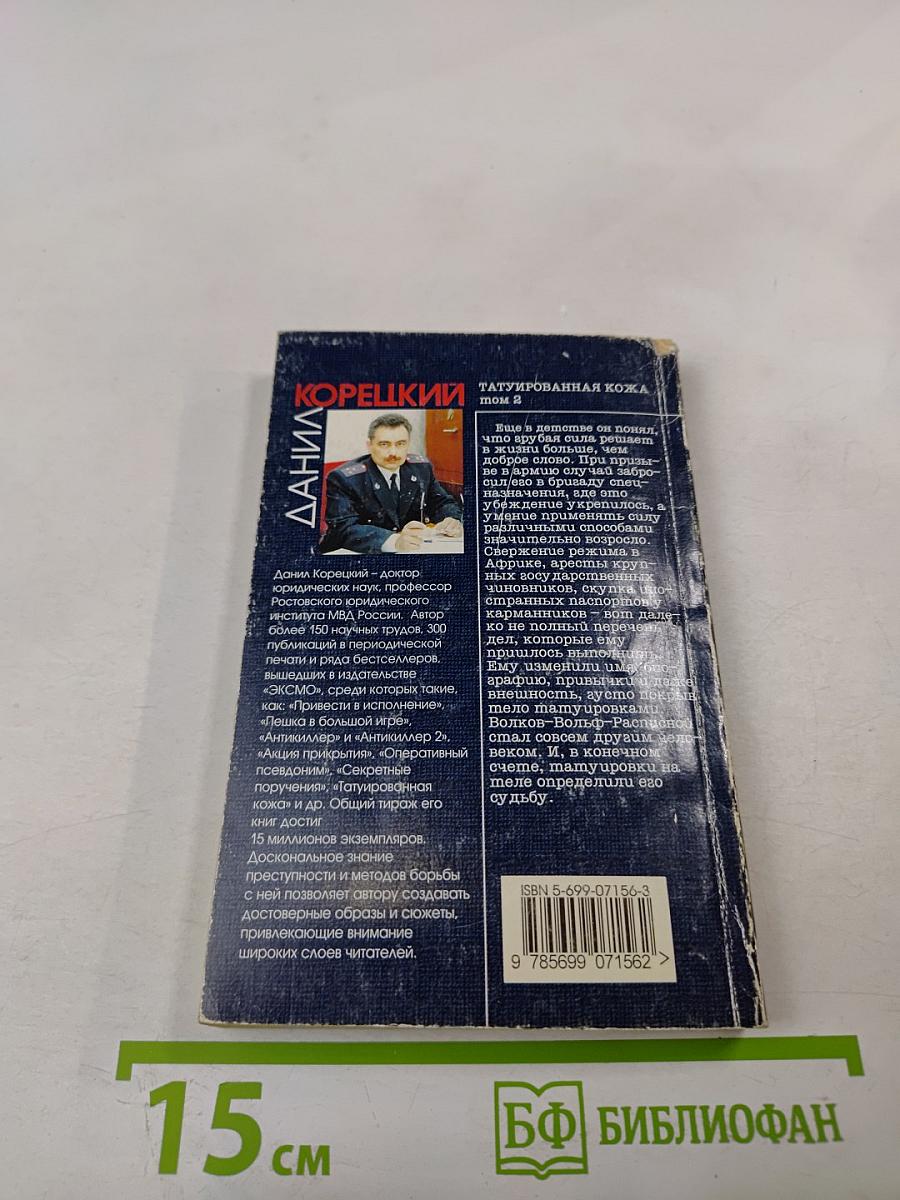 ДАНИЛ
КОРЕЦКИЙ
Данил Корецкий – доктор
юридических наук, профессор
Ростовского юридического
института МВД России. Автор
более 150 научных трудов, 300
публикаций в периодической
печати и ряда бестселлеров,
вышедших в издательстве
«ЭКСМО», среди которых такие,
как: «Привести в исполнение»,
«Пешка в большой игре»,
«Антикиллер» и «Антикиллер 2»,
«Акция прикрытия», «Оперативный
псевдоним», «Секретные
поручения», «Татуированная
кожа» и др. Общий тираж его
книг достиг
15 миллионов экземпляров.
Доскональное знание
преступности и методов борьбы
с ней позволяет автору создавать
достоверные образы и сюжеты,
привлекающие внимание
широких слоев читателей.
ТАТУИРОВАННАЯ КОЖА
том 2
Еще в детстве он понял,
что грубая сила решает
в жизни больше, чем
доброе слово. При призы-
ве в армию случай забро-
сил его в бригаду спец-
назначения, где это
убеждение укрепилось, а
умение применять силу
различными способами
значительно возросло.
Свержение режима в
Африке, аресты круп-
ных государственных
чиновников, скупка ино-
странных паспортов у
карманников – вот дале-
ко не полный перечень
дел, которые ему
пришлось выполнить.
Ему изменили имя, био-
графию, привычки и даже
внешность, густо покрыв
тело татуировками.
Волков-Вольф-Расписной
стал совсем другим чело-
веком. И, в конечном
счете, татуировки на
теле определили его
судьбу.
ISBN 5-699-07156-3
9 785699 071562 >
15 см
БФ БИБЛИОФАН